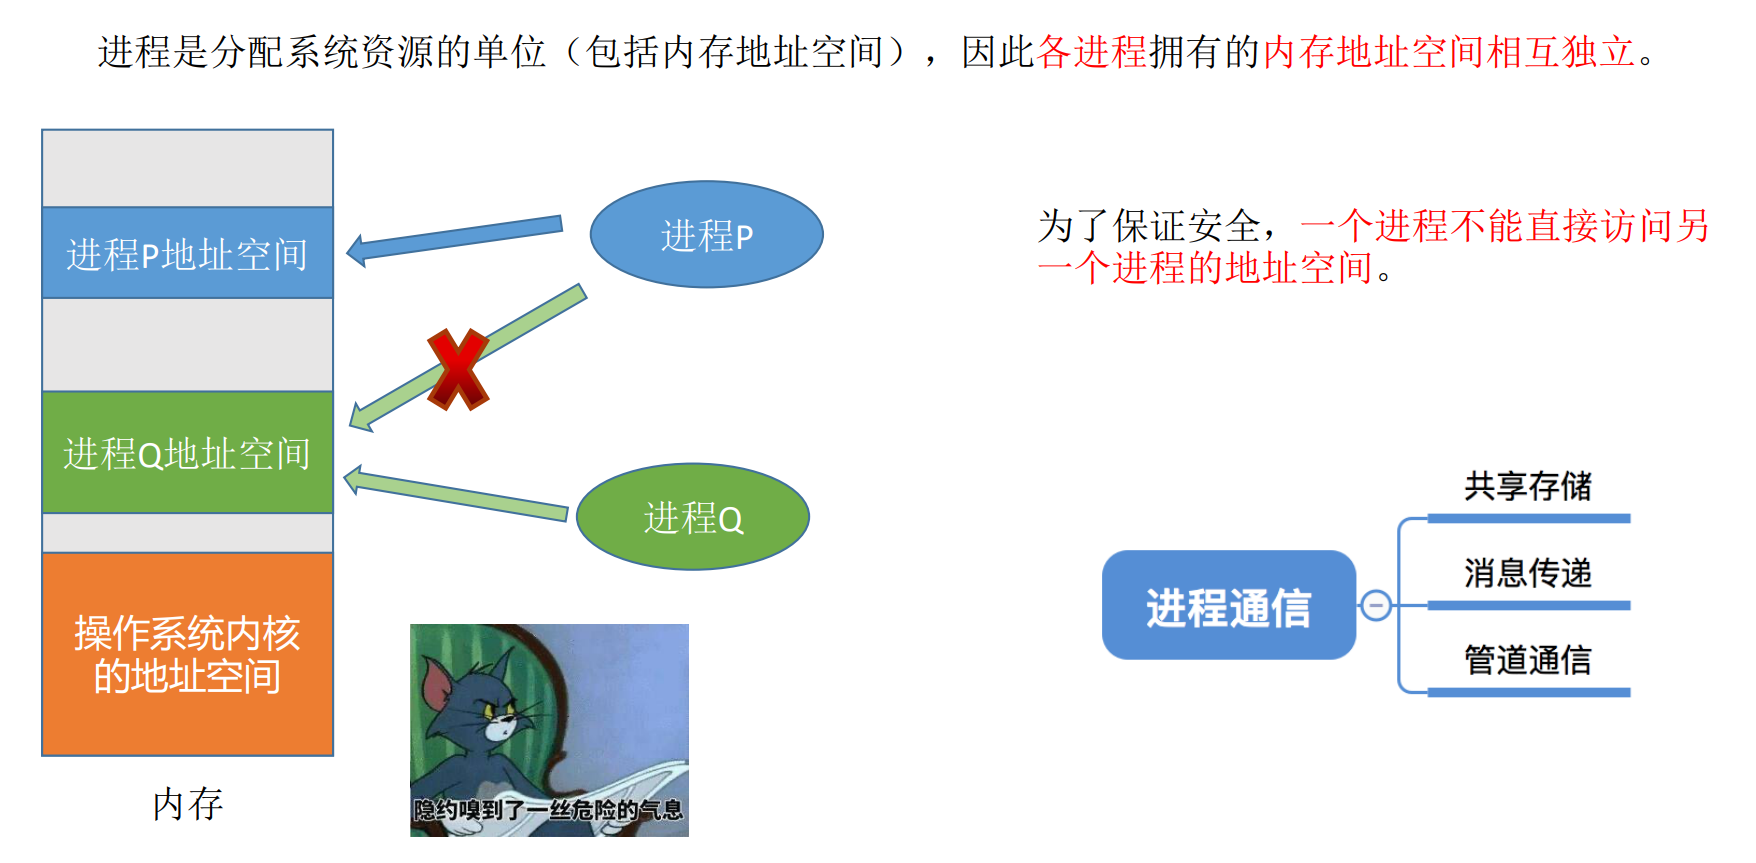 进程是分配系统资源的单位（包括内存地址空间），因此各进程拥有的内存地址空间相互独立。
进程P地址空间
进程P
为了保证安全，一个进程不能直接访问另
一个进程的地址空间。
进程Q地址空间
进程Q
操作系统内核
的地址空间
内存
隐约嗅到了一丝危险的气息
进程通信
共享存储
消息传递
管道通信